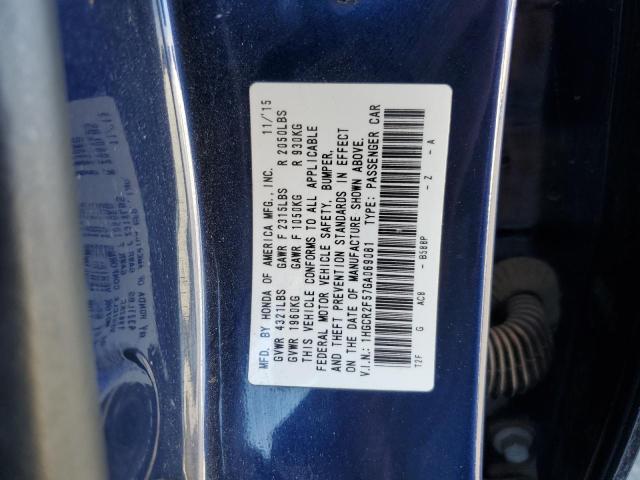 MFD. BY HONDA OF AMERICA MFG., INC. 11/'15
GVWR 4321LBS GAWR F 2315LBS R 2050LBS
GVWR 1960KG GAWR F 1050KG R 930KG
THIS VEHICLE CONFORMS TO ALL APPLICABLE
FEDERAL MOTOR VEHICLE SAFETY, BUMPER,
AND THEFT PREVENTION STANDARDS IN EFFECT
ON THE DATE OF MANUFACTURE SHOWN ABOVE.
V.I.N.: 1HGCR2F57GA069081 TYPE: PASSENGER CAR
T2F G AC8 - B588P - Z - A